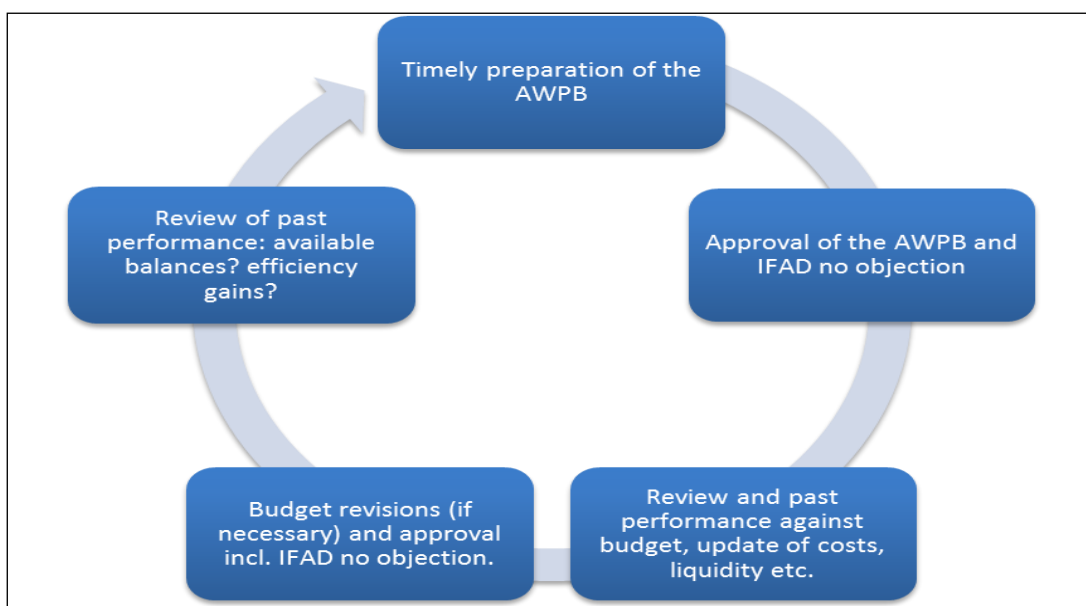 Timely preparation of the
AWPB
Approval of the AWPB and
IFAD no objection
Review and past
performance against
budget, update of costs,
liquidity etc.
Budget revisions (if
necessary) and approval
incl. IFAD no objection.
Review of past
performance: available
balances? efficiency
gains?